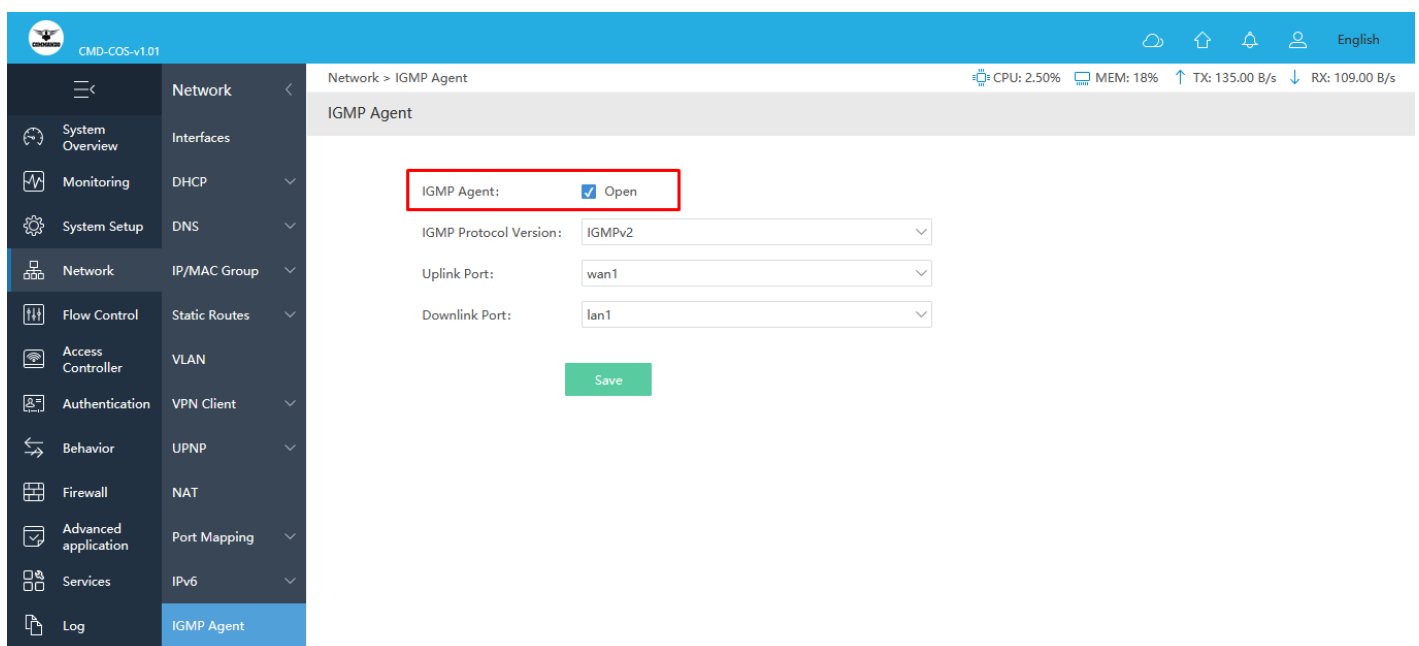 COMMANDO
CMD-COS-v1.01
English
Network > IGMP Agent
CPU: 2.50%
MEM: 18%
TX: 135.00 B/s
RX: 109.00 B/s
System
Overview
Monitoring
System Setup
Network
Flow Control
Access
Controller
Authentication
Behavior
Firewall
Advanced
application
Services
Log
Network
Interfaces
DHCP
DNS
IP/MAC Group
Static Routes
VLAN
VPN Client
UPNP
NAT
Port Mapping
IPv6
IGMP Agent
IGMP Agent
IGMP Agent: Open
IGMP Protocol Version: IGMPv2
Uplink Port: wan1
Downlink Port: lan1
Save